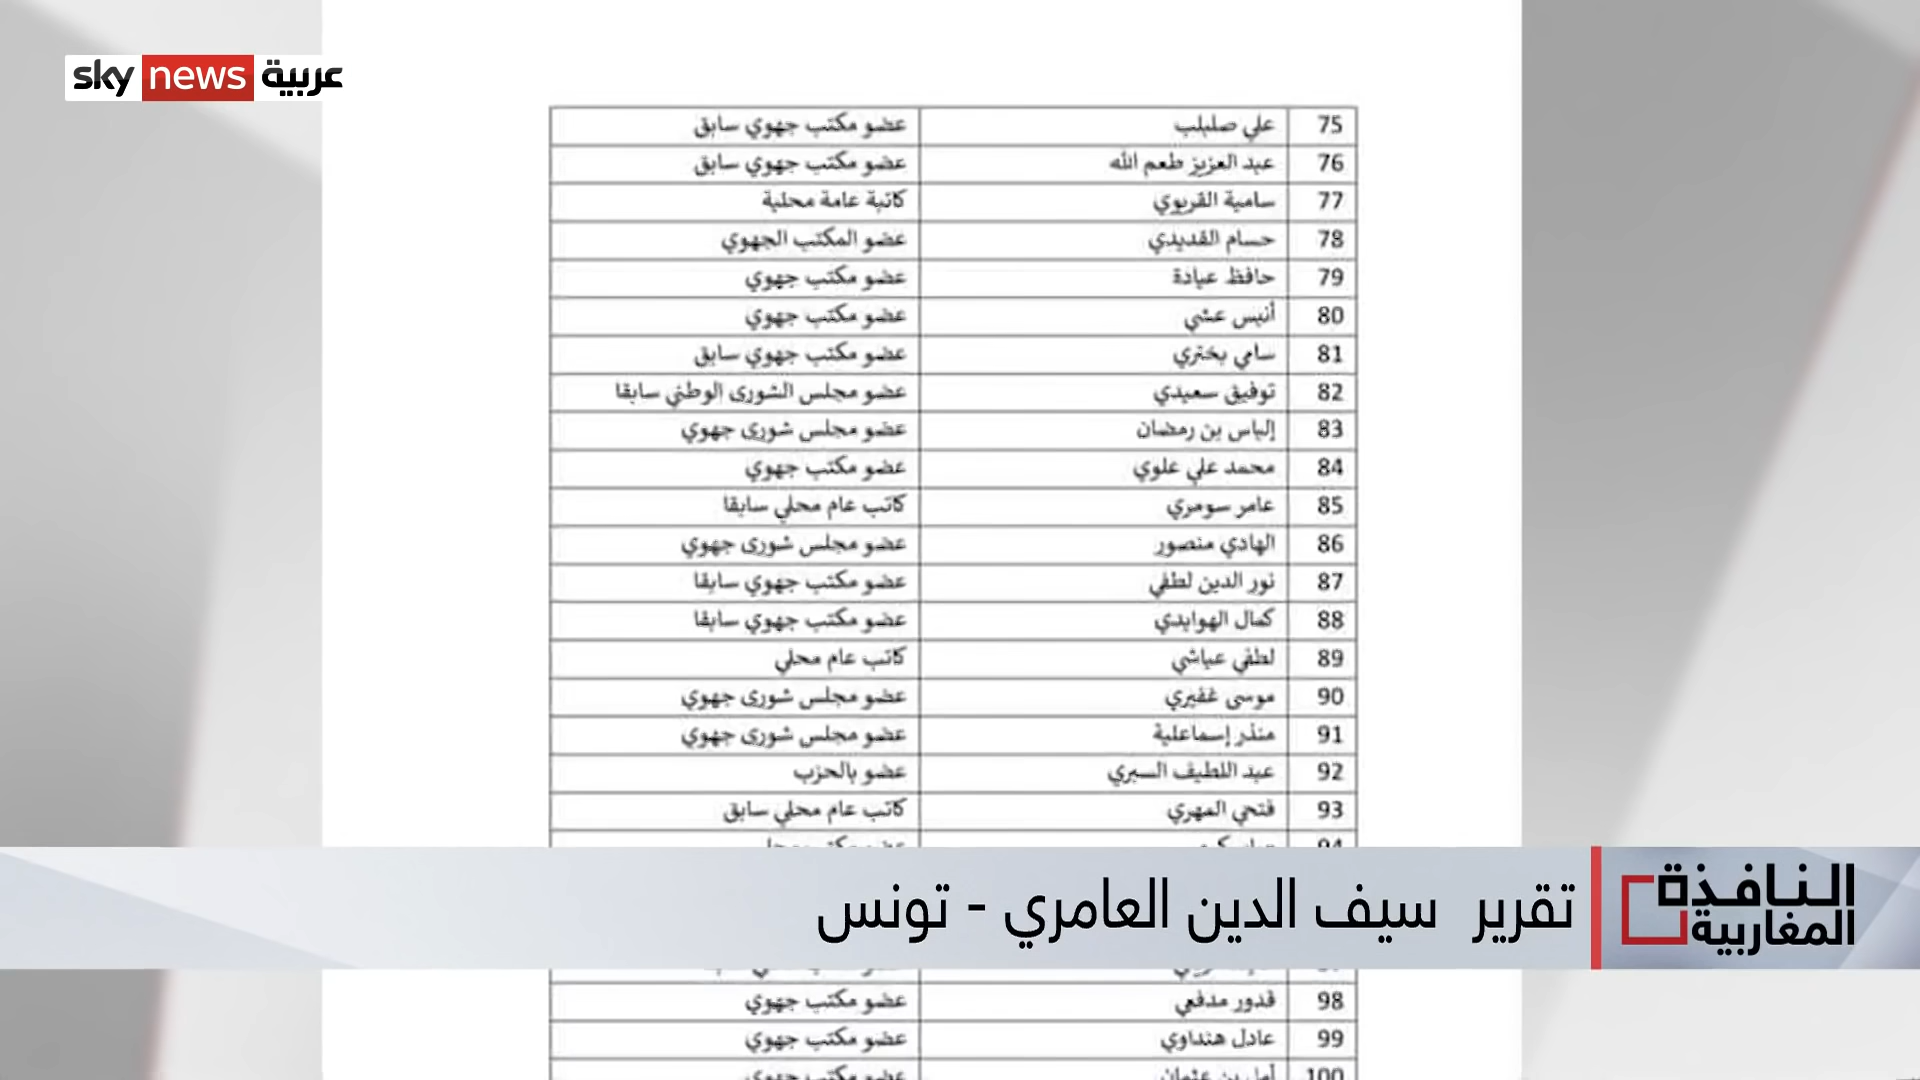 sky news عربية
75 علي صليلب عضو مكتب جهوي سابق
76 عبد العزيز طعم الله عضو مكتب جهوي سابق
77 سامية القريوي كاتبة عامة محلية
78 حسام القديدي عضو المكتب الجهوي
79 حافظ عيادة عضو مكتب جهوي
80 أنيس عشي عضو مكتب جهوي
81 سامي بختري عضو مكتب جهوي سابق
82 توفيق سعيدي عضو مجلس الشورى الوطني سابقا
83 إلياس بن رمضان عضو مجلس شورى جهوي
84 محمد علي علوي عضو مكتب جهوي
85 عامر سومري كاتب عام محلي سابقا
86 الهادي منصور عضو مجلس شورى جهوي
87 نور الدين لطفي عضو مكتب جهوي سابقا
88 كمال الهوايدي عضو مكتب جهوي سابقا
89 لطفي عياشي كاتب عام محلي
90 موسى غفيري عضو مجلس شورى جهوي
91 منذر إسماعلية عضو مجلس شورى جهوي
92 عبد اللطيف السبري عضو بالحزب
93 فتحي المهري كاتب عام محلي سابق
النافذة
المغاربية
تقرير سيف الدين العامري - تونس
98 قدور مدفعي عضو مكتب جهوي
99 عادل هنداوي عضو مكتب جهوي
100 أمل بن عثمان عضو مكتب جهوي